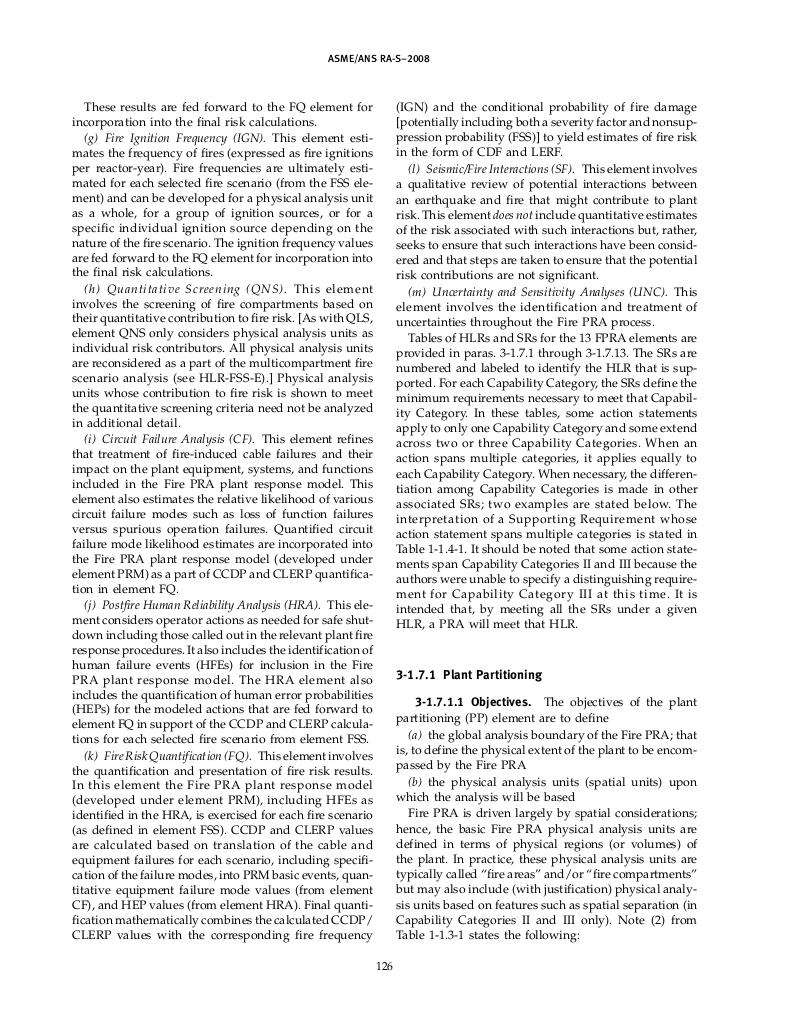 ASME/ANS RA-S–2008
These results are fed forward to the FQ element for
incorporation into the final risk calculations.
(g) Fire Ignition Frequency (IGN). This element esti-
mates the frequency of fires (expressed as fire ignitions
per reactor-year). Fire frequencies are ultimately esti-
mated for each selected fire scenario (from the FSS ele-
ment) and can be developed for a physical analysis unit
as a whole, for a group of ignition sources, or for a
specific individual ignition source depending on the
nature of the fire scenario. The ignition frequency values
are fed forward to the FQ element for incorporation into
the final risk calculations.
(h) Quantitative Screening (QNS). This element
involves the screening of fire compartments based on
their quantitative contribution to fire risk. [As with QLS,
element QNS only considers physical analysis units as
individual risk contributors. All physical analysis units
are reconsidered as a part of the multicompartment fire
scenario analysis (see HLR-FSS-E).] Physical analysis
units whose contribution to fire risk is shown to meet
the quantitative screening criteria need not be analyzed
in additional detail.
(i) Circuit Failure Analysis (CF). This element refines
that treatment of fire-induced cable failures and their
impact on the plant equipment, systems, and functions
included in the Fire PRA plant response model. This
element also estimates the relative likelihood of various
circuit failure modes such as loss of function failures
versus spurious operation failures. Quantified circuit
failure mode likelihood estimates are incorporated into
the Fire PRA plant response model (developed under
element PRM) as a part of CCDP and CLERP quantifica-
tion in element FQ.
(j) Postfire Human Reliability Analysis (HRA). This ele-
ment considers operator actions as needed for safe shut-
down including those called out in the relevant plant fire
response procedures. It also includes the identification of
human failure events (HFEs) for inclusion in the Fire
PRA plant response model. The HRA element also
includes the quantification of human error probabilities
(HEPs) for the modeled actions that are fed forward to
element FQ in support of the CCDP and CLERP calcula-
tions for each selected fire scenario from element FSS.
(k) Fire Risk Quantification (FQ). This element involves
the quantification and presentation of fire risk results.
In this element the Fire PRA plant response model
(developed under element PRM), including HFEs as
identified in the HRA, is exercised for each fire scenario
(as defined in element FSS). CCDP and CLERP values
are calculated based on translation of the cable and
equipment failures for each scenario, including specifi-
cation of the failure modes, into PRM basic events, quan-
titative equipment failure mode values (from element
CF), and HEP values (from element HRA). Final quanti-
fication mathematically combines the calculated CCDP/
CLERP values with the corresponding fire frequency
(IGN) and the conditional probability of fire damage
[potentially including both a severity factor and nonsup-
pression probability (FSS)] to yield estimates of fire risk
in the form of CDF and LERF.
(l) Seismic/Fire Interactions (SF). This element involves
a qualitative review of potential interactions between
an earthquake and fire that might contribute to plant
risk. This element does not include quantitative estimates
of the risk associated with such interactions but, rather,
seeks to ensure that such interactions have been consid-
ered and that steps are taken to ensure that the potential
risk contributions are not significant.
(m) Uncertainty and Sensitivity Analyses (UNC). This
element involves the identification and treatment of
uncertainties throughout the Fire PRA process.
Tables of HLRs and SRs for the 13 FPRA elements are
provided in paras. 3-1.7.1 through 3-1.7.13. The SRs are
numbered and labeled to identify the HLR that is sup-
ported. For each Capability Category, the SRs define the
minimum requirements necessary to meet that Capabil-
ity Category. In these tables, some action statements
apply to only one Capability Category and some extend
across two or three Capability Categories. When an
action spans multiple categories, it applies equally to
each Capability Category. When necessary, the differen-
tiation among Capability Categories is made in other
associated SRs; two examples are stated below. The
interpretation of a Supporting Requirement whose
action statement spans multiple categories is stated in
Table 1-1.4-1. It should be noted that some action state-
ments span Capability Categories II and III because the
authors were unable to specify a distinguishing require-
ment for Capability Category III at this time. It is
intended that, by meeting all the SRs under a given
HLR, a PRA will meet that HLR.
3-1.7.1 Plant Partitioning
3-1.7.1.1 Objectives. The objectives of the plant
partitioning (PP) element are to define
(a) the global analysis boundary of the Fire PRA; that
is, to define the physical extent of the plant to be encom-
passed by the Fire PRA
(b) the physical analysis units (spatial units) upon
which the analysis will be based
Fire PRA is driven largely by spatial considerations;
hence, the basic Fire PRA physical analysis units are
defined in terms of physical regions (or volumes) of
the plant. In practice, these physical analysis units are
typically called “fire areas” and/or “fire compartments”
but may also include (with justification) physical analy-
sis units based on features such as spatial separation (in
Capability Categories II and III only). Note (2) from
Table 1-1.3-1 states the following:
126